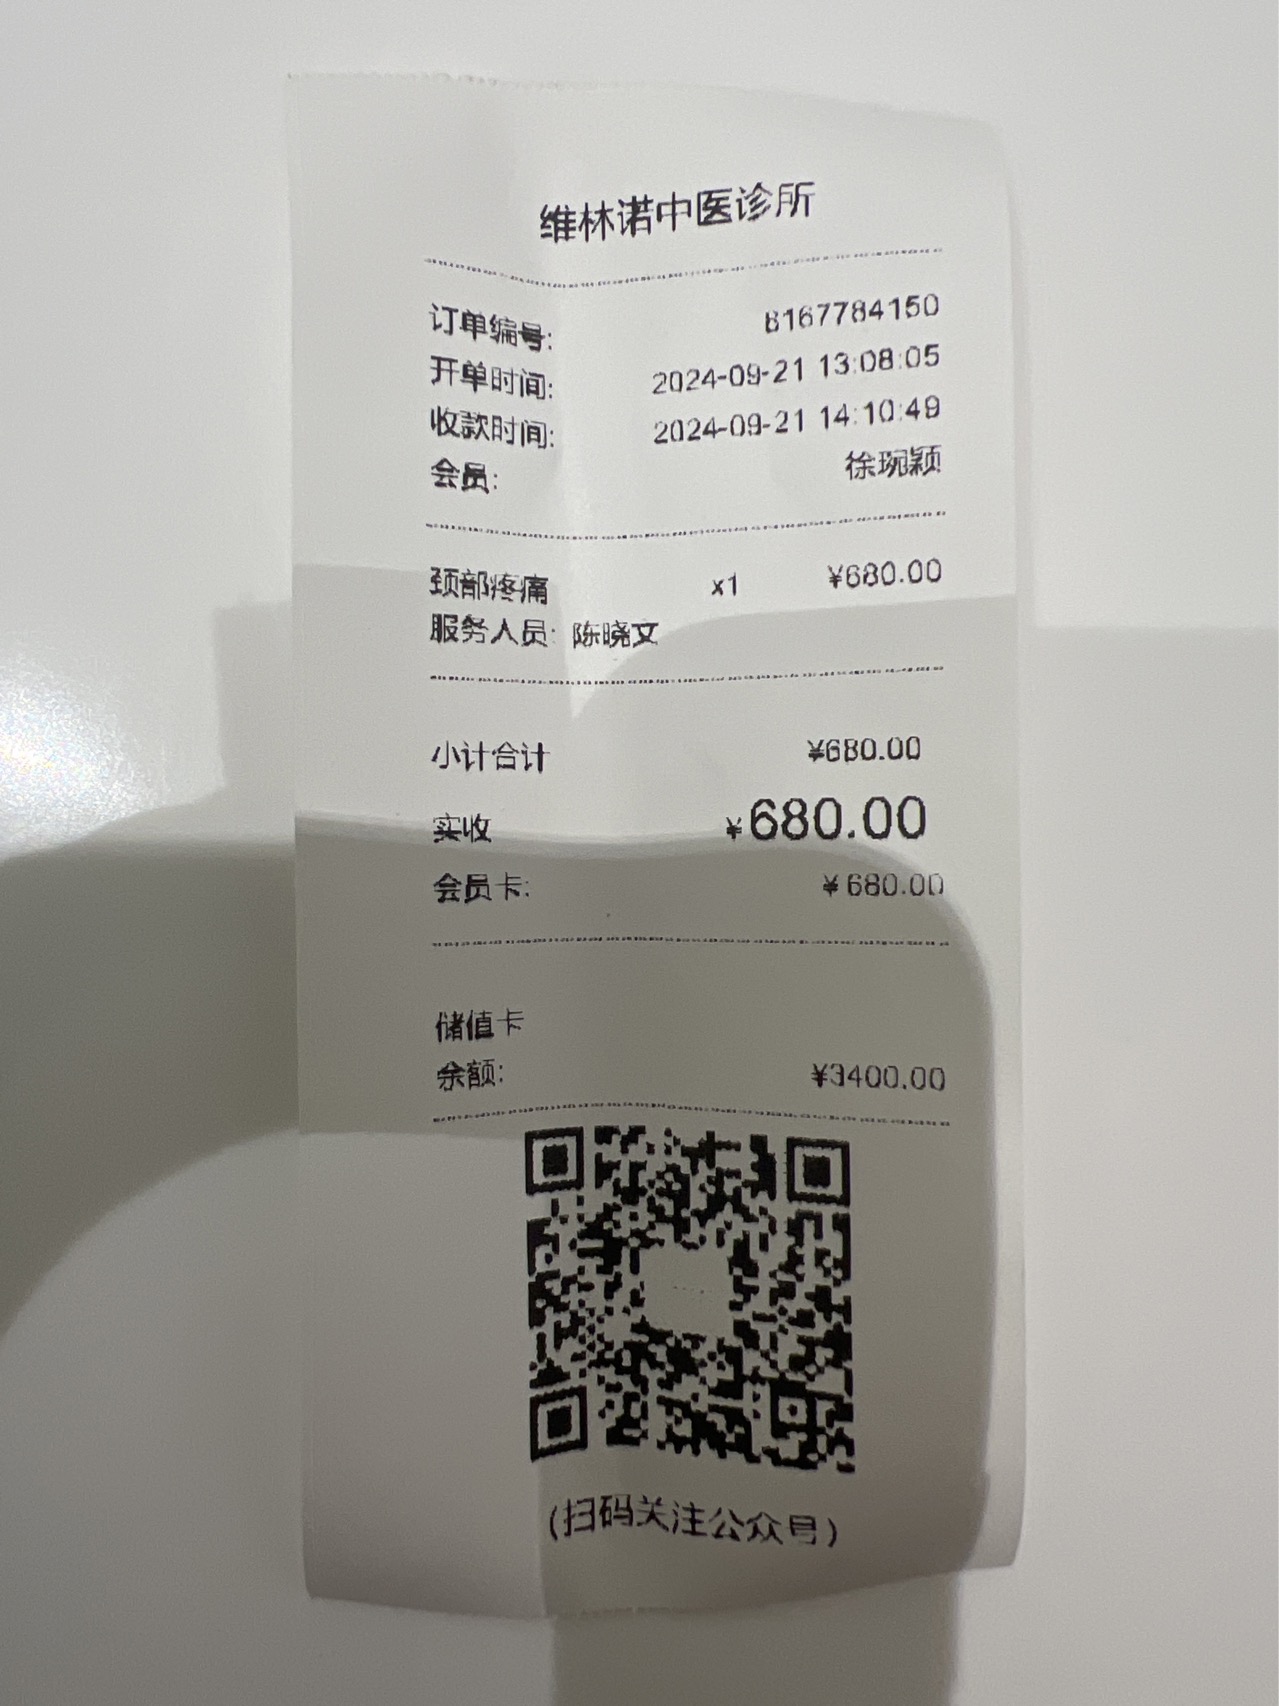 维林诺中医诊所
订单编号: 8167784150
开单时间: 2024-09-21 13:08:05
收款时间: 2024-09-21 14:10:49
会员: 徐琬颖
颈部疼痛 x1 ¥680.00
服务人员: 陈晓文
小计合计 ¥680.00
实收 ¥680.00
会员卡: ¥680.00
储值卡
余额: ¥3400.00
(扫码关注公众号)